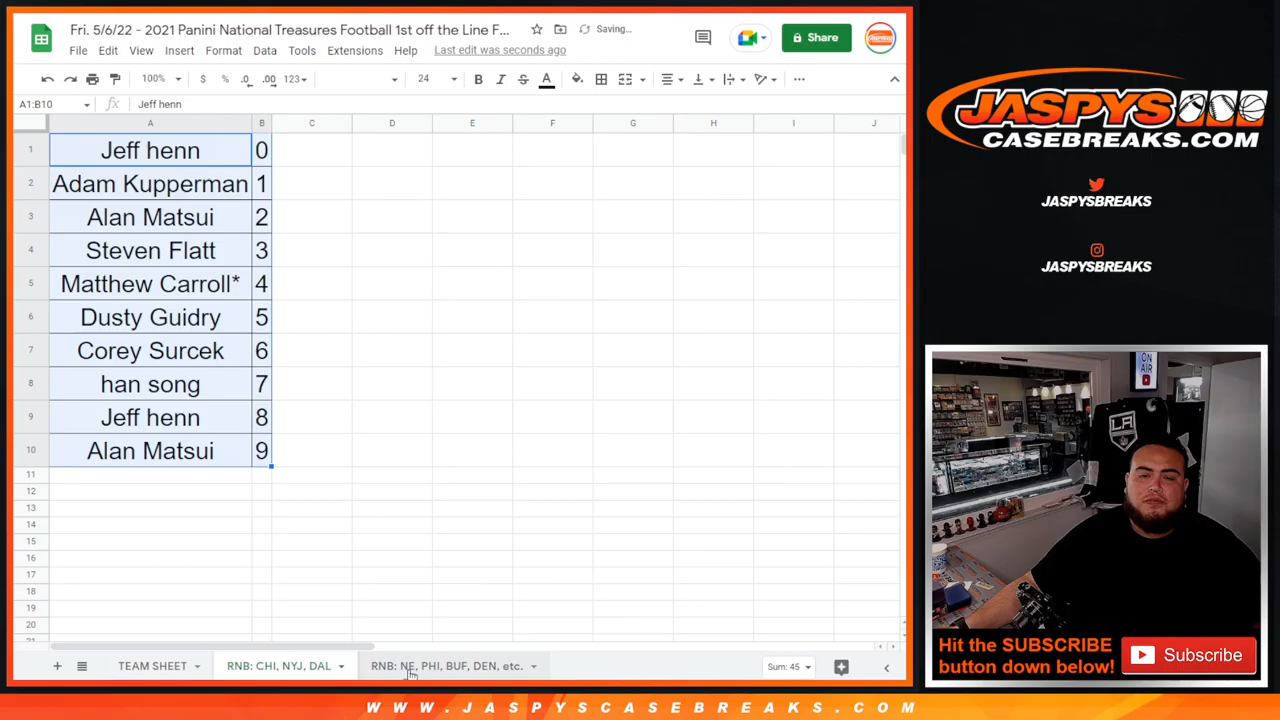 Fri. 5/6/22 - 2021 Panini National Treasures Football 1st off the Line F...
Saving...
File Edit View Insert Format Data Tools Extensions Help Last edit was seconds ago
Share
100% $ % .0 .00 123 24 B I S A
A1:B10 fx Jeff henn
A B C D E F G H I J
1 Jeff henn 0
2 Adam Kupperman 1
3 Alan Matsui 2
4 Steven Flatt 3
5 Matthew Carroll* 4
6 Dusty Guidry 5
7 Corey Surcek 6
8 han song 7
9 Jeff henn 8
10 Alan Matsui 9
11
12
13
14
15
16
17
18
19
20
TEAM SHEET RNB: CHI, NYJ, DAL RNB: NE, PHI, BUF, DEN, etc. Sum: 45
JASPYS
CASEBREAKS.COM
JASPYSBREAKS
JASPYSBREAKS
ON AIR
LA
Hit the SUBSCRIBE
button down below!
Subscribe
WWW.JASPYSCASEBREAKS.COM